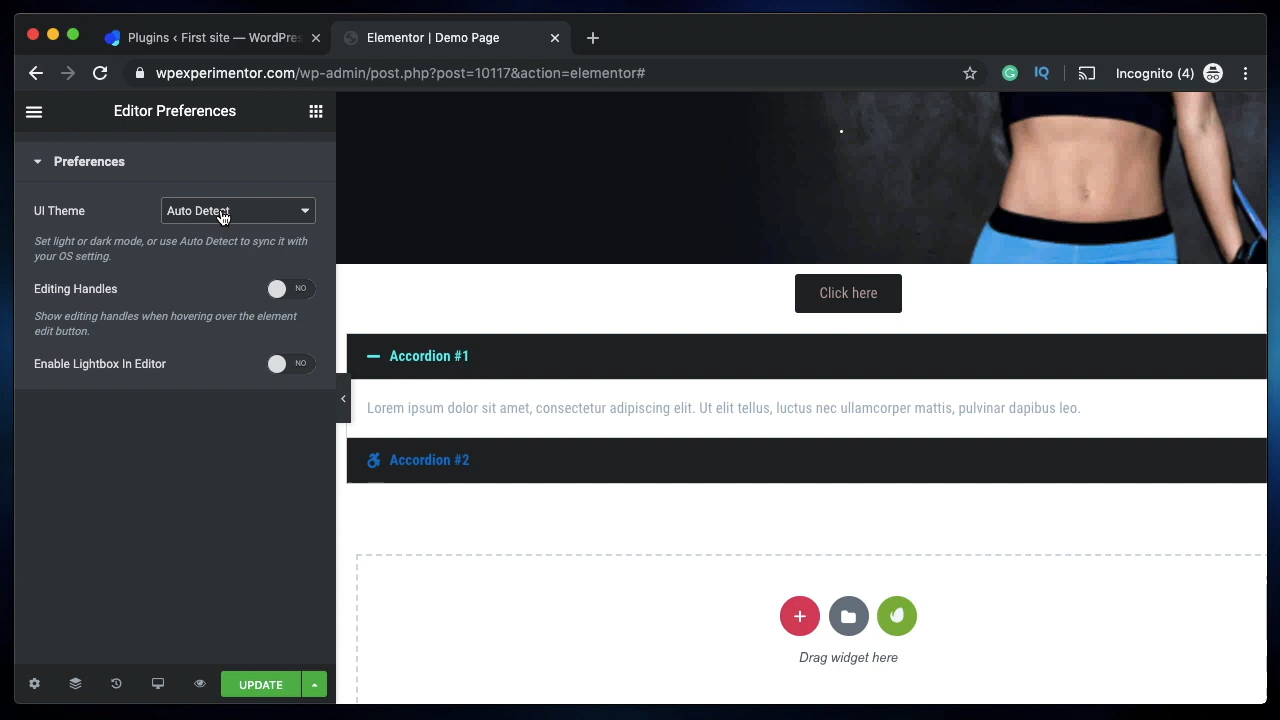 Plugins ‹ First site — WordPres
Elementor | Demo Page
wpexperimentor.com/wp-admin/post.php?post=10117&action=elementor#
IQ
Incognito (4)
Editor Preferences
Preferences
UI Theme
Auto Detect
Set light or dark mode, or use Auto Detect to sync it with
your OS setting.
Editing Handles
NO
Show editing handles when hovering over the element
edit button.
Enable Lightbox In Editor
NO
UPDATE
Click here
Accordion #1
Lorem ipsum dolor sit amet, consectetur adipiscing elit. Ut elit tellus, luctus nec ullamcorper mattis, pulvinar dapibus leo.
Accordion #2
Drag widget here